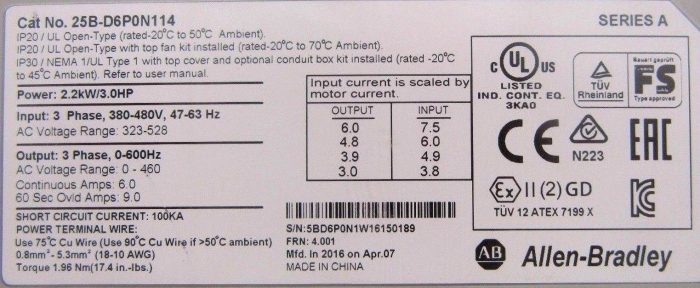 Cat No. 25B-D6P0N114
SERIES A
IP20 / UL Open-Type (rated-20°C to 50°C Ambient).
IP20 / UL Open-Type with top fan kit installed (rated-20°C to 70°C Ambient)
IP30 / NEMA 1/UL Type 1 with top cover and optional conduit box kit installed (rated -20°C
to 45°C Ambient). Refer to user manual.
Power: 2.2kW/3.0HP
Input: 3 Phase, 380-480V, 47-63 Hz
AC Voltage Range: 323-528
Output: 3 Phase, 0-600Hz
AC Voltage Range: 0 - 460
Continuous Amps: 6.0
60 Sec Ovld Amps: 9.0
SHORT CIRCUIT CURRENT: 100KA
POWER TERMINAL WIRE:
Use 75°C Cu Wire (Use 90°C Cu Wire if >50°C ambient)
0.8mm² - 5.3mm² (18-10 AWG)
Torque 1.96 Nm(17.4 in.-lbs.)
Input current is scaled by
motor current.
OUTPUT INPUT
6.0 7.5
4.8 6.0
3.9 4.9
3.0 3.8
S/N:5BD6P0N1W16150189
FRN: 4.001
Mfd. In 2016 on Apr.07
MADE IN CHINA
C UL US
LISTED
IND. CONT. EQ.
3KA0
TÜV
Rheinland
Bauart geprüft
FS
Type approved
CE
N223
EAC
Ex II (2) GD
TÜV 12 ATEX 7199 X
AB Allen-Bradley